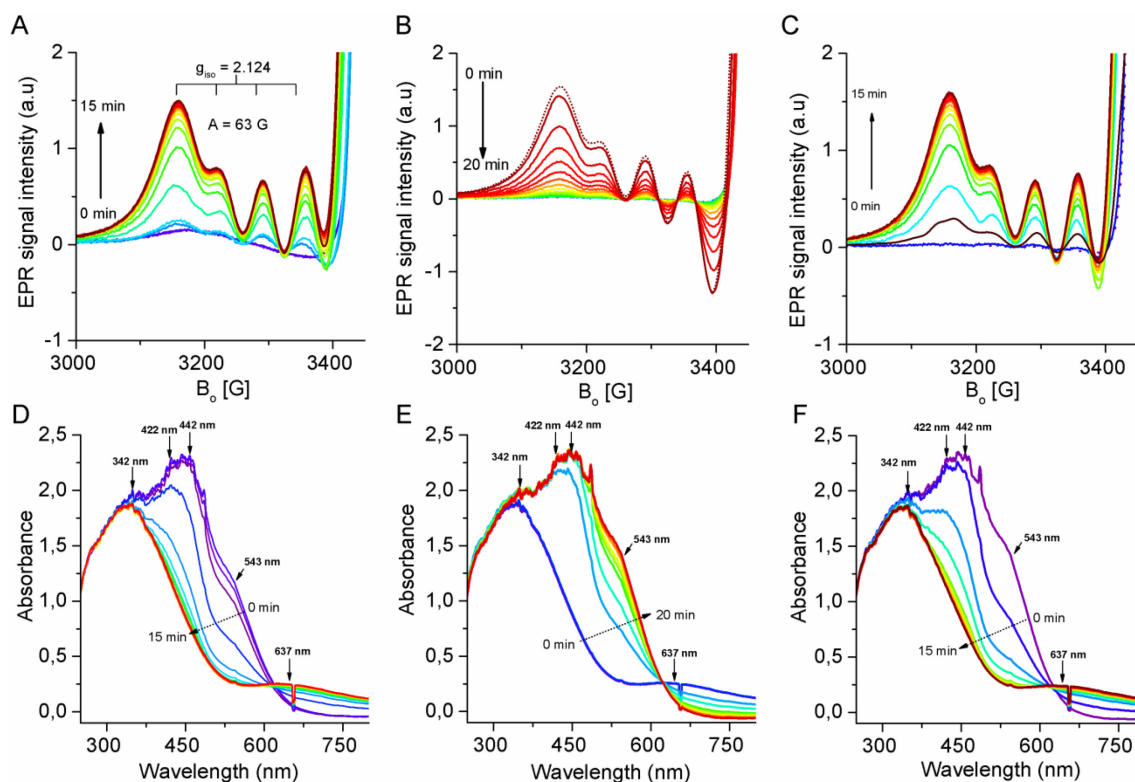 A
EPR signal intensity (a.u)
2
1
0
-1
g_iso = 2.124
A = 63 G
15 min
0 min
3000
3200
3400
B_o [G]
B
EPR signal intensity (a.u)
2
1
0
-1
-2
0 min
20 min
3000
3200
3400
B_o [G]
C
EPR signal intensity (a.u)
2
1
0
-1
15 min
0 min
3000
3200
3400
B_o [G]
D
Absorbance
2,5
2,0
1,5
1,0
0,5
0,0
422 nm
442 nm
342 nm
543 nm
0 min
15 min
637 nm
250
450
600
750
Wavelength (nm)
E
Absorbance
2,5
2,0
1,5
1,0
0,5
0,0
422 nm
442 nm
342 nm
543 nm
20 min
0 min
637 nm
250
450
600
750
Wavelength (nm)
F
Absorbance
2,5
2,0
1,5
1,0
0,5
0,0
422 nm
442 nm
342 nm
543 nm
0 min
15 min
637 nm
250
450
600
750
Wavelength (nm)